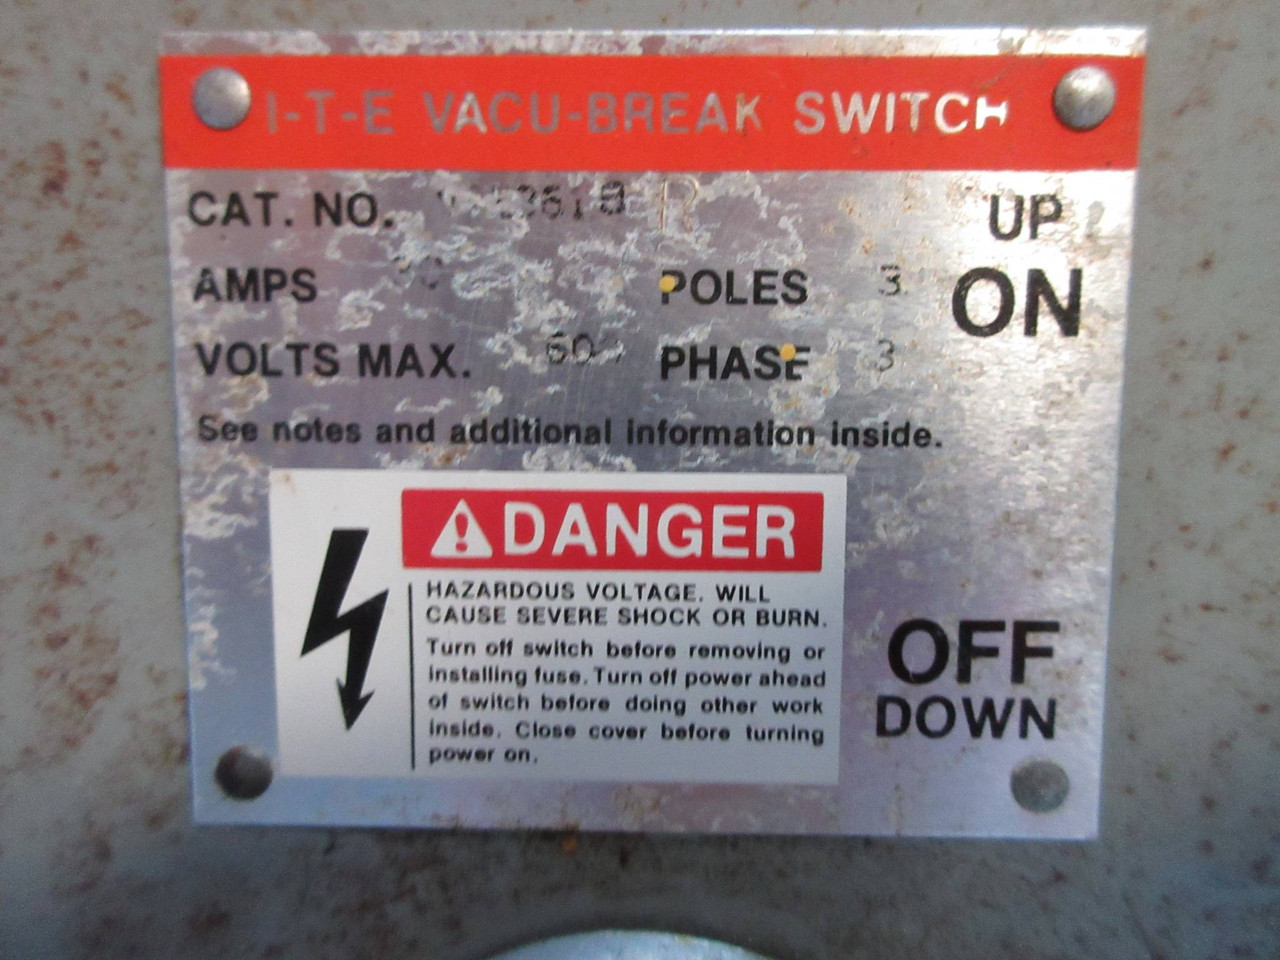 I-T-E VACU-BREAK SWITCH
CAT. NO.
UP
AMPS POLES 3
ON
VOLTS MAX. 600 PHASE 3
See notes and additional information inside.
DANGER
HAZARDOUS VOLTAGE. WILL
CAUSE SEVERE SHOCK OR BURN.
Turn off switch before removing or
installing fuse. Turn off power ahead
of switch before doing other work
inside. Close cover before turning
power on.
OFF
DOWN